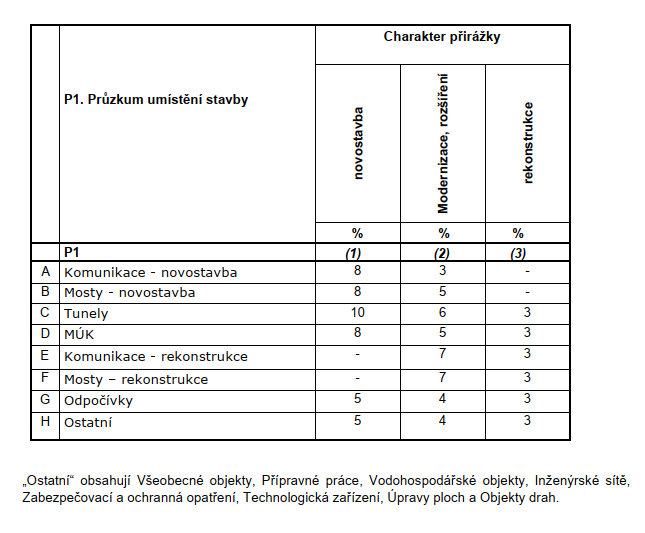 Charakter přirážky
P1. Průzkum umístění stavby
novostavba
Modernizace, rozšíření
rekonstrukce
% % %
P1 (1) (2) (3)
A Komunikace - novostavba 8 3 -
B Mosty - novostavba 8 5 -
C Tunely 10 6 3
D MÚK 8 5 3
E Komunikace - rekonstrukce - 7 3
F Mosty – rekonstrukce - 7 3
G Odpočívky 5 4 3
H Ostatní 5 4 3
„Ostatní“ obsahují Všeobecné objekty, Přípravné práce, Vodohospodářské objekty, Inženýrské sítě,
Zabezpečovací a ochranná opatření, Technologická zařízení, Úpravy ploch a Objekty drah.